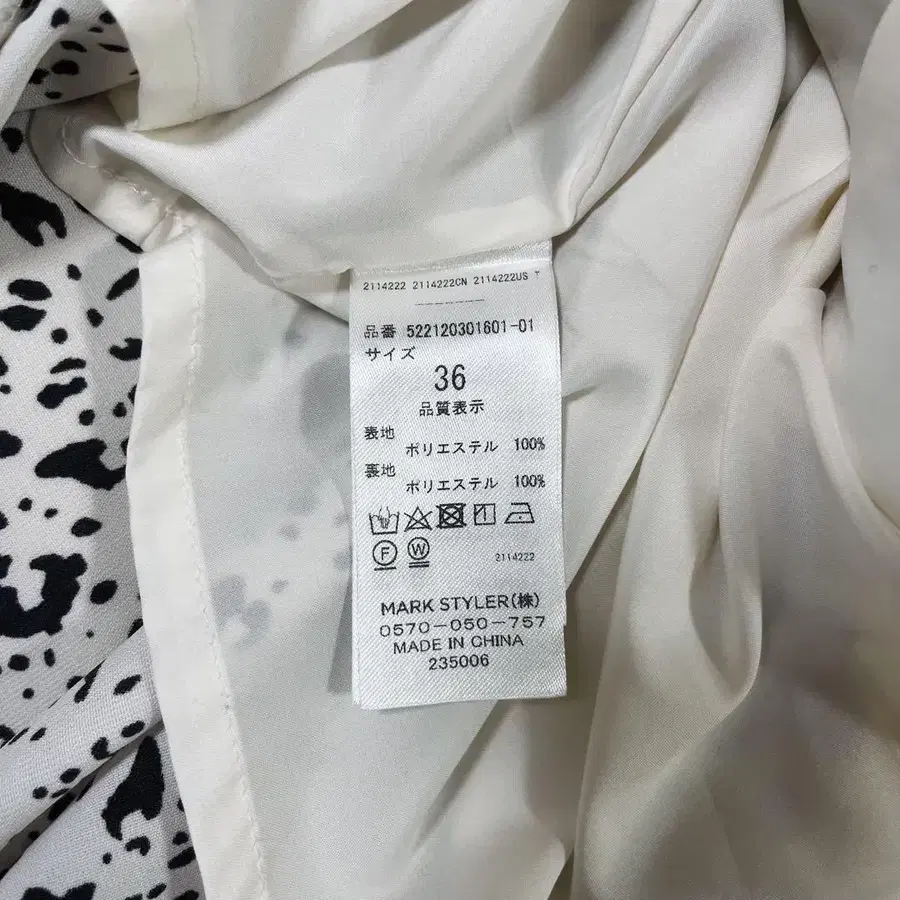 2114222 2114222CN 2114222US T
品番 522120301601-01
サイズ
36
品質表示
表地
ポリエステル 100%
裏地
ポリエステル 100%
F W
2114222
MARK STYLER(株)
0570-050-757
MADE IN CHINA
235006